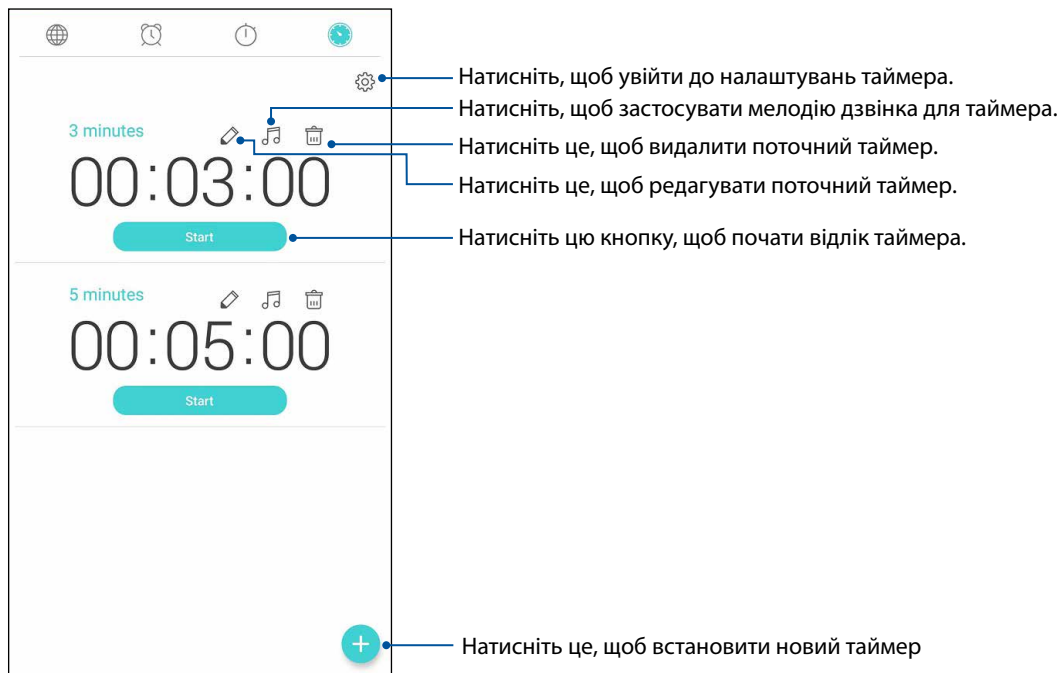 Натисніть, щоб увійти до налаштувань таймера.
Натисніть, щоб застосувати мелодію дзвінка для таймера.
3 minutes
Натисніть це, щоб видалити поточний таймер.
00:03:00
Натисніть це, щоб редагувати поточний таймер.
Start
Натисніть цю кнопку, щоб почати відлік таймера.
5 minutes
00:05:00
Start
Натисніть це, щоб встановити новий таймер